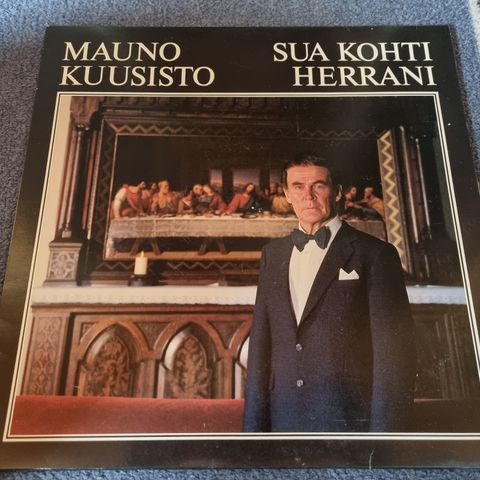 MAUNO
KUUSISTO
SUA KOHTI
HERRANI